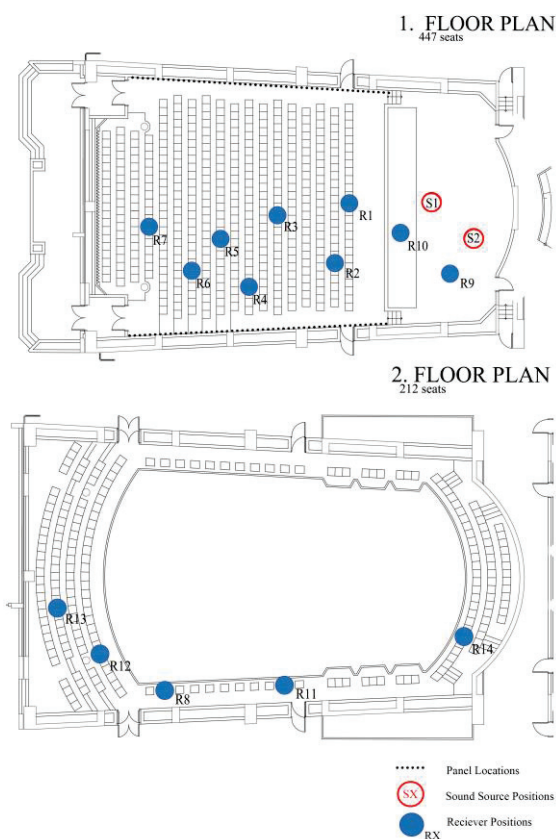 1. FLOOR PLAN
447 seats
R1
S1
R3
R7
R10
R5
S2
R2
R6
R9
R4
2. FLOOR PLAN
212 seats
R13
R14
R12
R8
R11
Panel Locations
SX
Sound Source Positions
Reciever Positions
RX